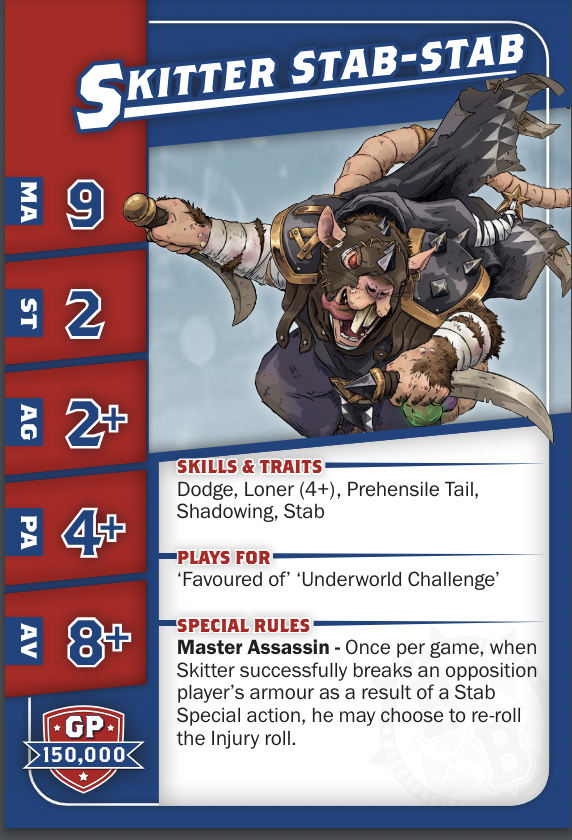 SKITTER STAB-STAB
MA 9
ST 2
AG 2+
PA 4+
AV 8+
GP
150,000
SKILLS & TRAITS
Dodge, Loner (4+), Prehensile Tail,
Shadowing, Stab
PLAYS FOR
‘Favoured of’ ‘Underworld Challenge’
SPECIAL RULES
Master Assassin - Once per game, when
Skitter successfully breaks an opposition
player’s armour as a result of a Stab
Special action, he may choose to re-roll
the Injury roll.